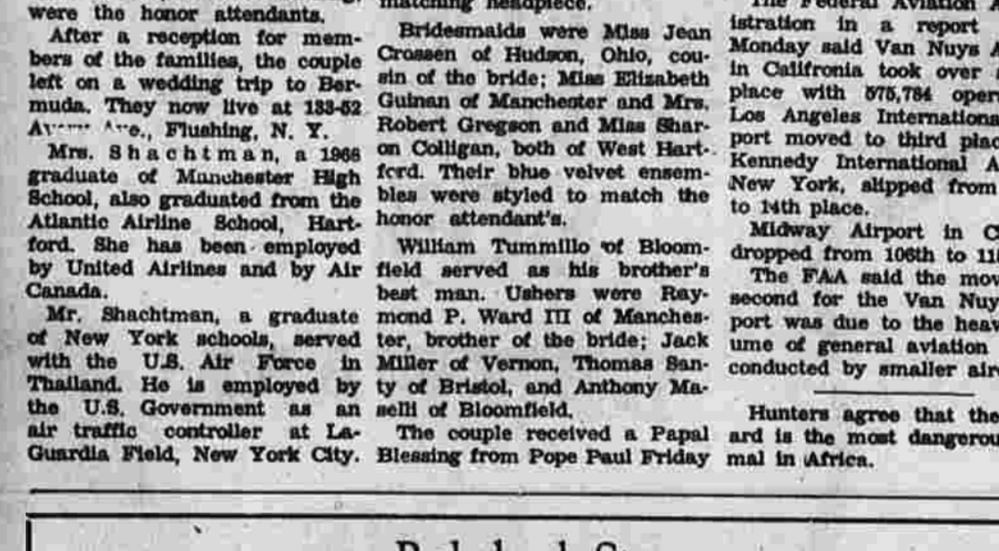 were the honor attendants.
After a reception for mem-
bers of the families, the couple
left on a wedding trip to Ber-
muda. They now live at 133-52
Ave., Flushing, N. Y.
Mrs. Shachtman, a 1966
graduate of Manchester High
School, also graduated from the
Atlantic Airline School, Hart-
ford. She has been employed
by United Airlines and by Air
Canada.
Mr. Shachtman, a graduate
of New York schools, served
with the U.S. Air Force in
Thailand. He is employed by
the U.S. Government as an
air traffic controller at La-
Guardia Field, New York City.
matching headpiece.
Bridesmaids were Miss Jean
Crossen of Hudson, Ohio, cou-
sin of the bride; Miss Elizabeth
Guinan of Manchester and Mrs.
Robert Gregson and Miss Shar-
on Colligan, both of West Hart-
ford. Their blue velvet ensem-
bles were styled to match the
honor attendant's.
William Tummillo of Bloom-
field served as his brother's
best man. Ushers were Ray-
mond P. Ward III of Manches-
ter, brother of the bride; Jack
Miller of Vernon, Thomas San-
ty of Bristol, and Anthony Ma-
selli of Bloomfield.
The couple received a Papal
Blessing from Pope Paul Friday
The Federal Aviation A
istration in a report
Monday said Van Nuys A
in Califronia took over
place with 575,784 oper
Los Angeles Internationa
port moved to third plac
Kennedy International A
New York, slipped from
to 14th place.
Midway Airport in C
dropped from 106th to 11
The FAA said the mov
second for the Van Nuy
port was due to the heav
ume of general aviation
conducted by smaller airc
Hunters agree that the
ard is the most dangerou
mal in Africa.